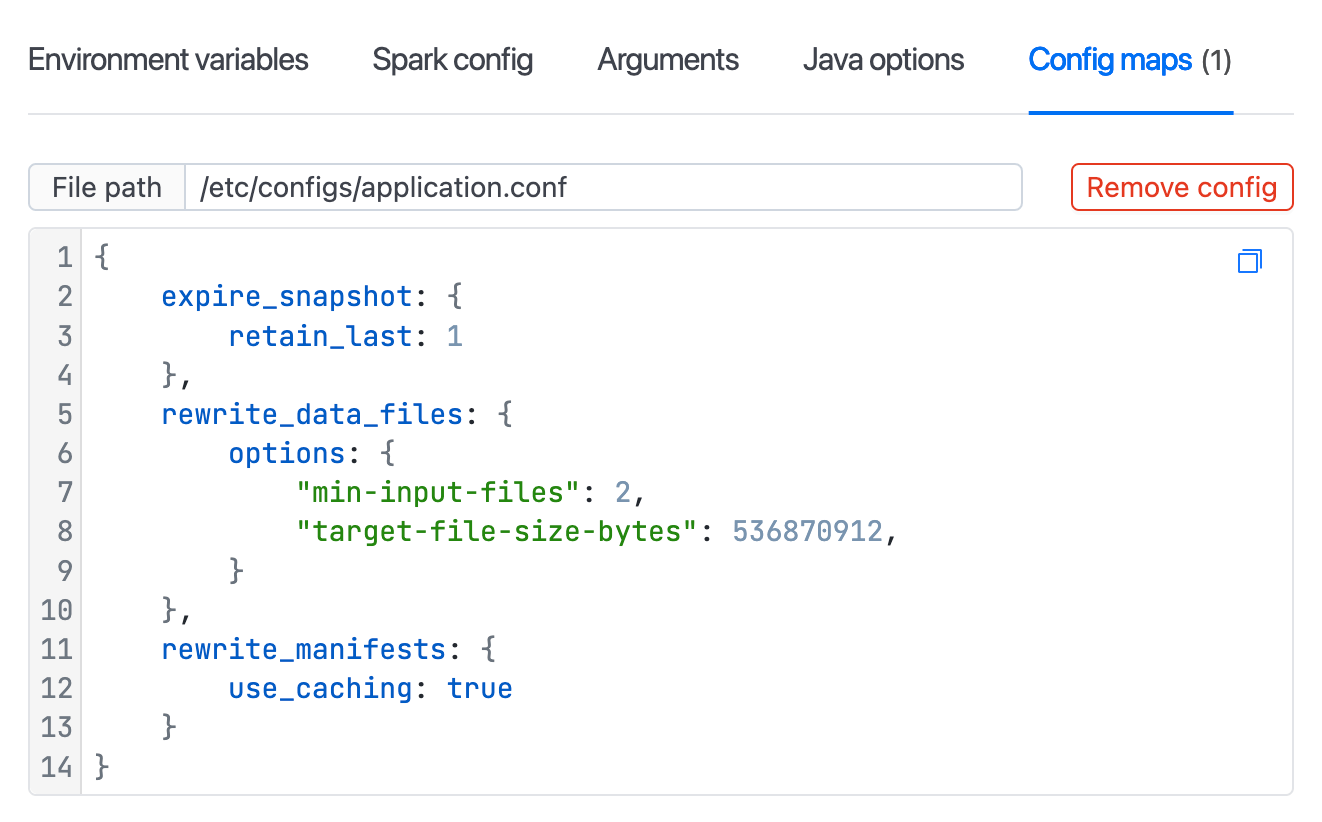 Environment variables Spark config Arguments Java options Config maps (1)
File path /etc/configs/application.conf Remove config
1 {
2     expire_snapshot: {
3         retain_last: 1
4     },
5     rewrite_data_files: {
6         options: {
7             "min-input-files": 2,
8             "target-file-size-bytes": 536870912,
9         }
10     },
11     rewrite_manifests: {
12         use_caching: true
13     }
14 }